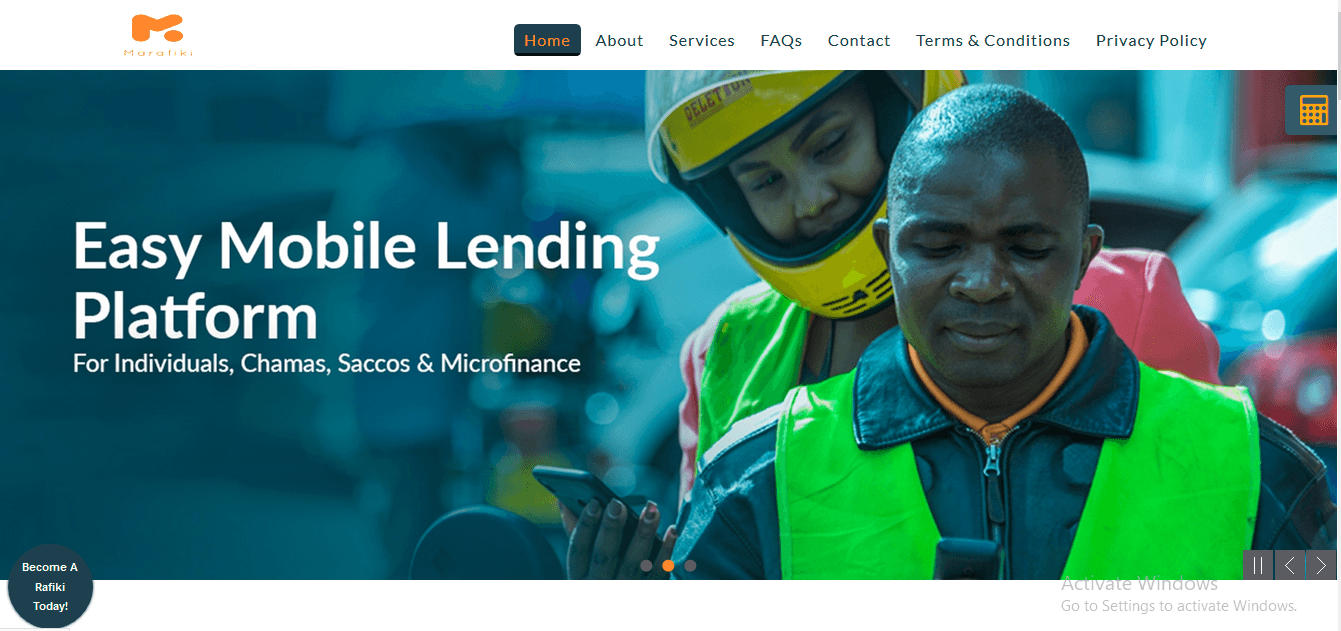 Marafiki
Home About Services FAQs Contact Terms & Conditions Privacy Policy
DELETION
Easy Mobile Lending
Platform
For Individuals, Chamas, Saccos & Microfinance
Become A
Rafiki
Today!
Activate Windows
Go to Settings to activate Windows.